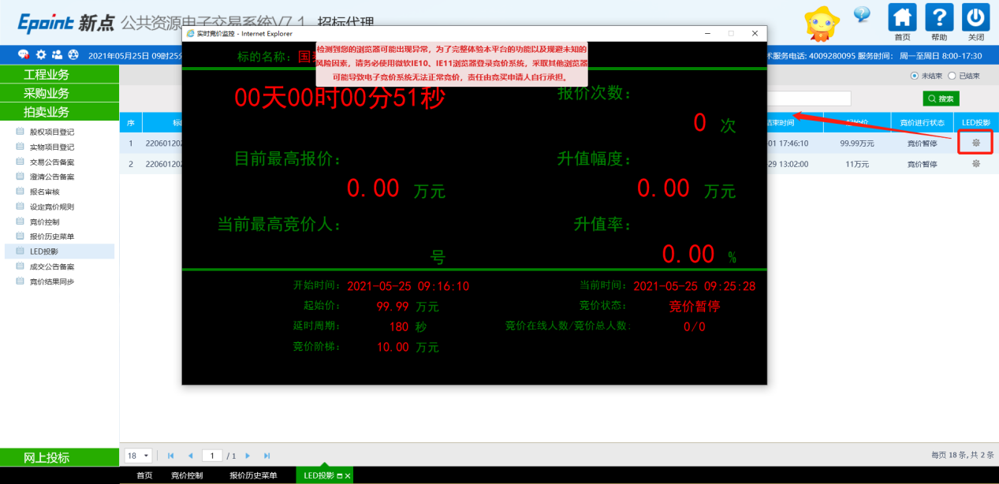 Epoint 新点 公共资源电子交易系统V7.1 招标代理
首页 帮助 关闭
2021年05月25日 09时25分
术服务电话: 4009280095 服务时间: 周一至周日 8:00-17:30
工程业务
采购业务
拍卖业务
股权项目登记
实物项目登记
交易公告备案
澄清公告备案
报名审核
设定竞价规则
竞价控制
报价历史菜单
LED投影
成交公告备案
竞价结果同步
网上投标
未结束 已结束
搜索
序 结束时间 起始价 竞价进行状态 LED投影
1 2206012 01 17:46:10 99.99万元 竞价暂停
2 2206012 29 13:02:00 11万元 竞价暂停
实时竞价监控 - Internet Explorer
检测到您的浏览器可能出现异常，为了完整体验本平台的功能以及规避未知的
风险因素，请务必使用微软IE10、IE11浏览器登录竞价系统，采取其他浏览器
可能导致电子竞价系统无法正常竞价，责任由竞买申请人自行承担。
标的名称: 国
00天00时00分51秒
报价次数:
0 次
目前最高报价:
0.00 万元
升值幅度:
0.00 万元
当前最高竞价人:
号
升值率:
0.00 %
开始时间: 2021-05-25 09:16:10
当前时间: 2021-05-25 09:25:28
起始价: 99.99 万元
竞价状态: 竞价暂停
延时周期: 180 秒
竞价在线人数/竞价总人数: 0/0
竞价阶梯: 10.00 万元
18 1 / 1
每页 18 条, 共 2 条
首页 竞价控制 报价历史菜单 LED投影